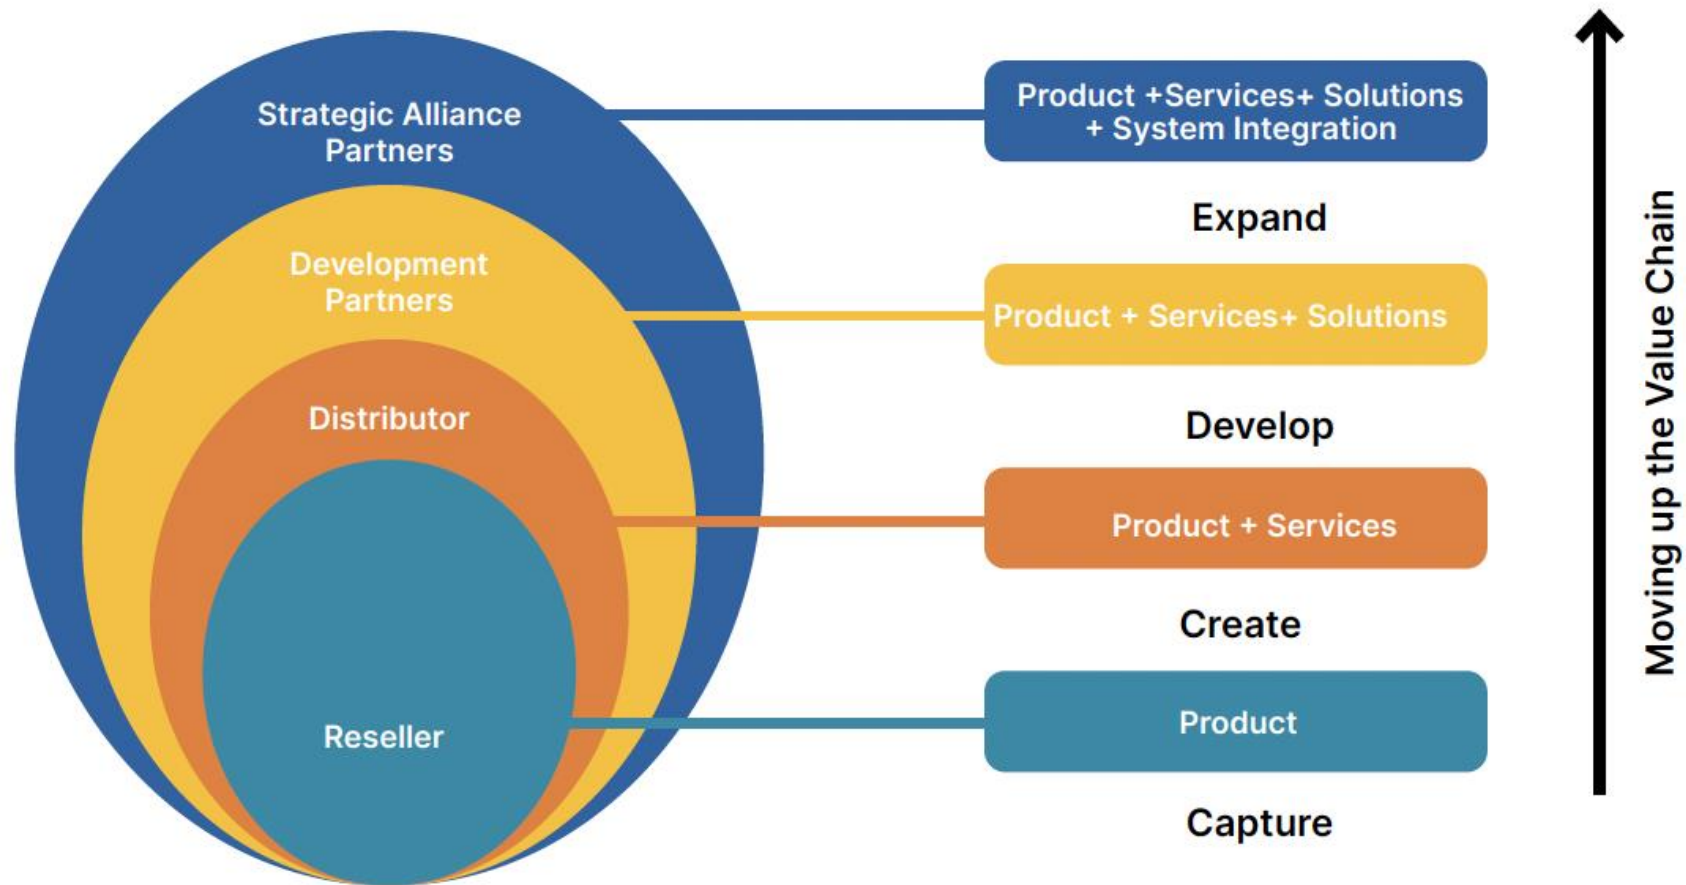 Strategic Alliance
Partners
Development
Partners
Distributor
Reseller
Product +Services+ Solutions
+ System Integration
Expand
Product + Services+ Solutions
Develop
Product + Services
Create
Product
Capture
Moving up the Value Chain